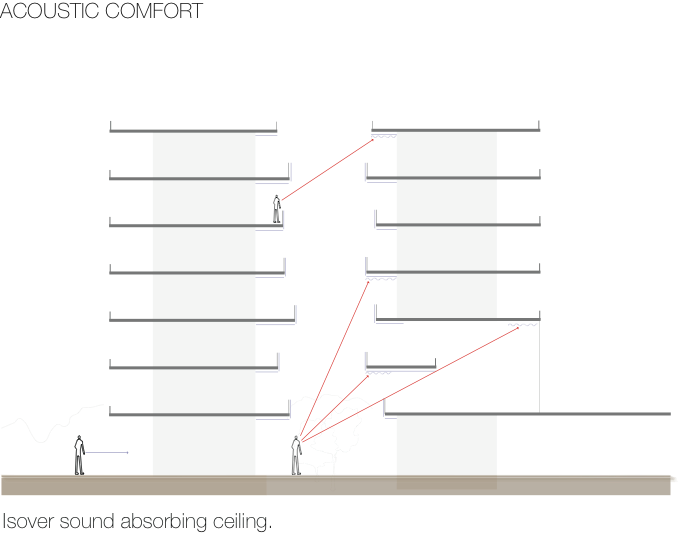 ACOUSTIC COMFORT
Isover sound absorbing ceiling.